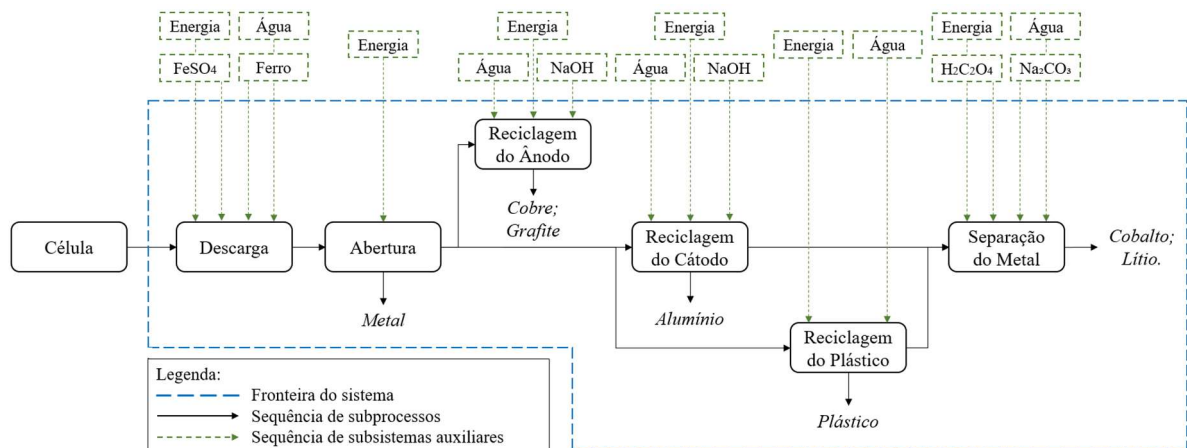 Energia
Água
FeSO₄
Ferro
Energia
Energia
Água
NaOH
Energia
Água
NaOH
Energia
Água
Energia
Água
H₂C₂O₄
Na₂CO₃
Reciclagem
do Ânodo
Cobre;
Grafite
Célula
Descarga
Abertura
Reciclagem
do Cátodo
Separação
do Metal
Cobalto;
Lítio.
Metal
Alumínio
Reciclagem
do Plástico
Plástico
Legenda:
Fronteira do sistema
Sequência de subprocessos
Sequência de subsistemas auxiliares